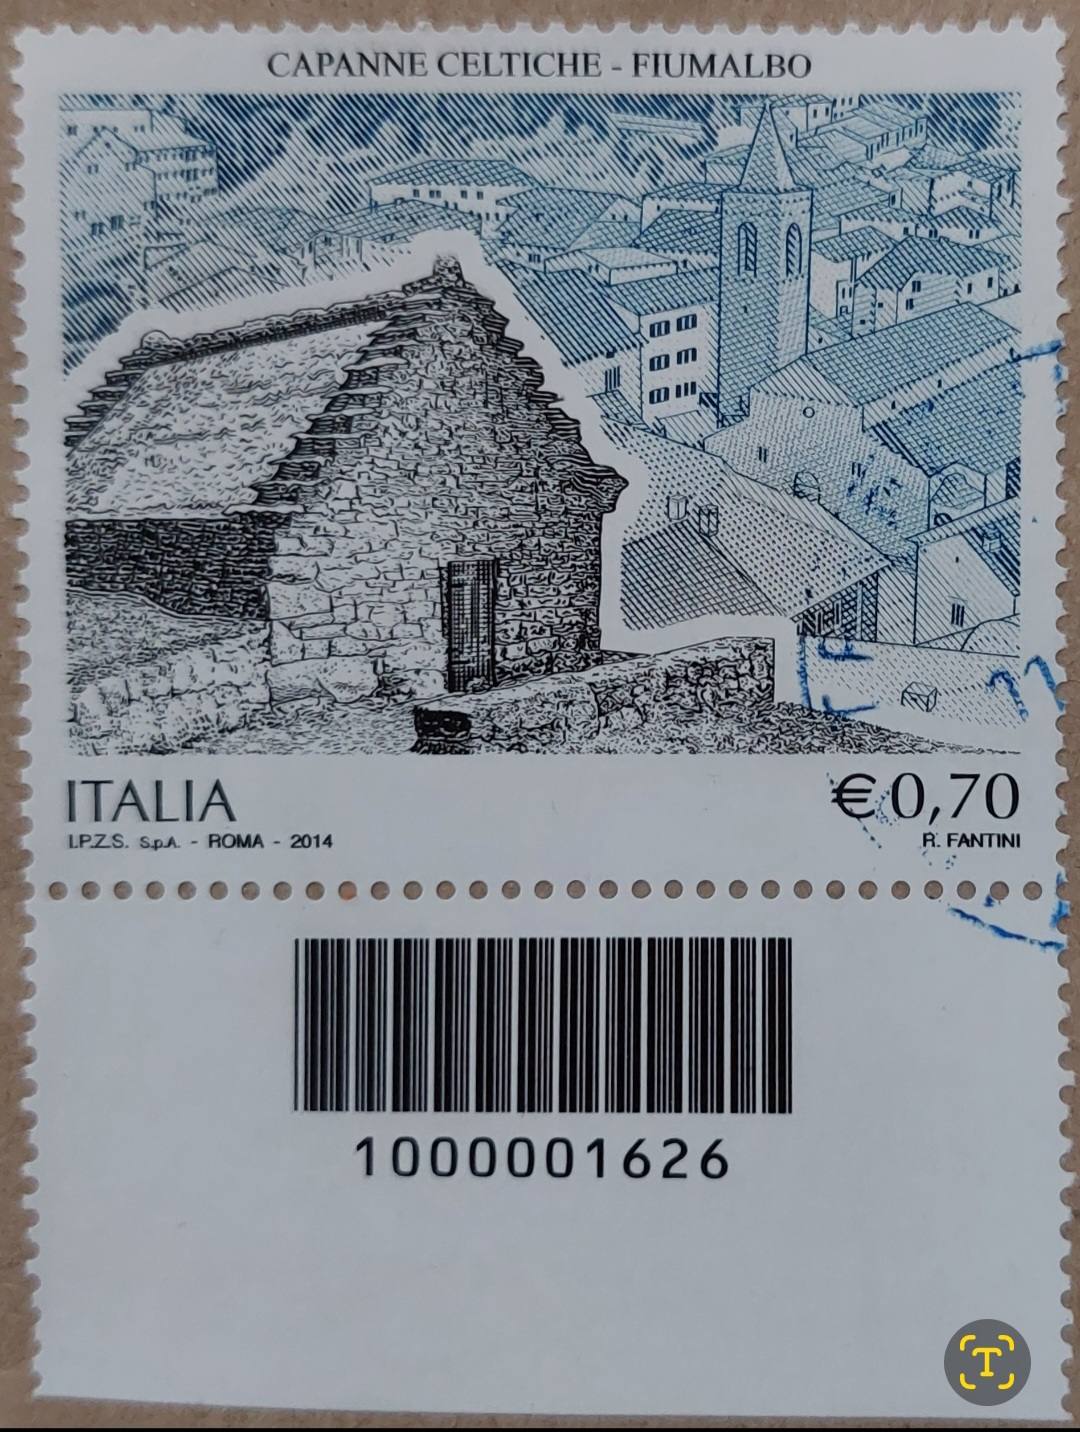 CAPANNE CELTICHE - FIUMALBO
ITALIA
€0,70
I.P.Z.S. S.p.A. - ROMA - 2014
R. FANTINI
1000001626